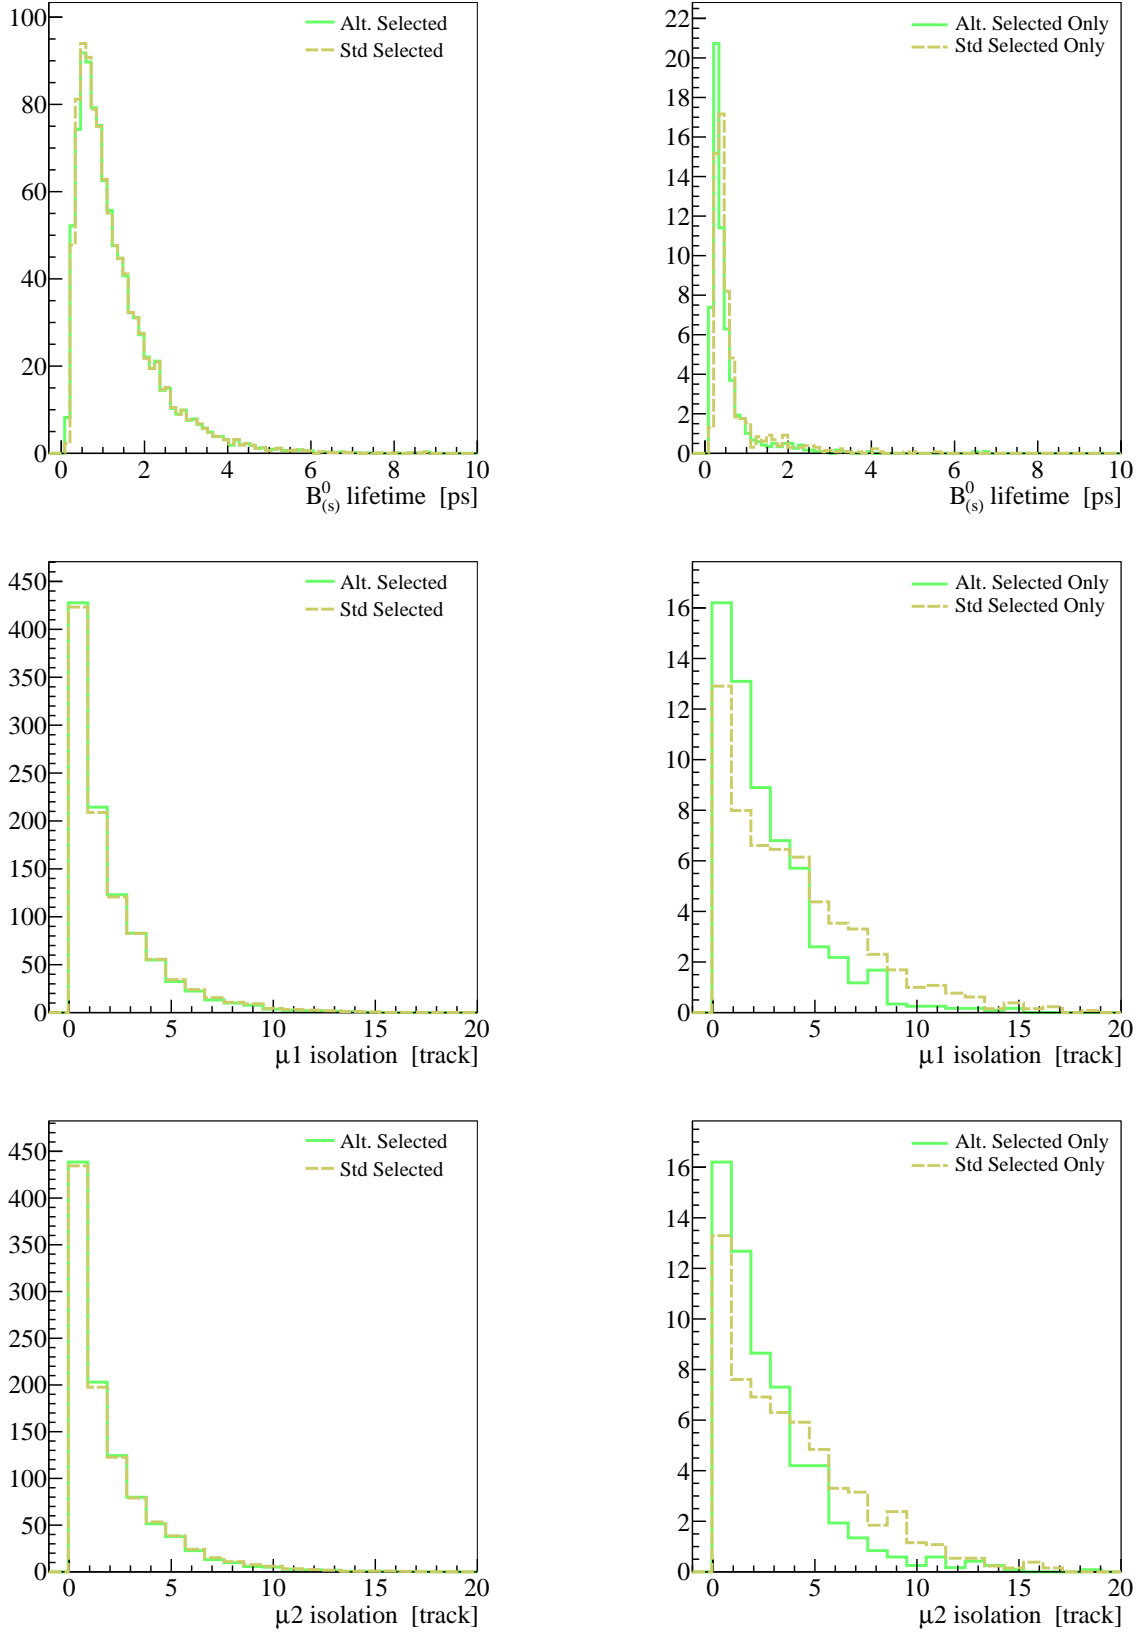 100
80
60
40
20
0
Alt. Selected
Std Selected
0 2 4 6 8 10
B⁰₍ₛ₎ lifetime [ps]
22
20
18
16
14
12
10
8
6
4
2
0
Alt. Selected Only
Std Selected Only
0 2 4 6 8 10
B⁰₍ₛ₎ lifetime [ps]
450
400
350
300
250
200
150
100
50
0
Alt. Selected
Std Selected
0 5 10 15 20
μ1 isolation [track]
16
14
12
10
8
6
4
2
0
Alt. Selected Only
Std Selected Only
0 5 10 15 20
μ1 isolation [track]
450
400
350
300
250
200
150
100
50
0
Alt. Selected
Std Selected
0 5 10 15 20
μ2 isolation [track]
16
14
12
10
8
6
4
2
0
Alt. Selected Only
Std Selected Only
0 5 10 15 20
μ2 isolation [track]